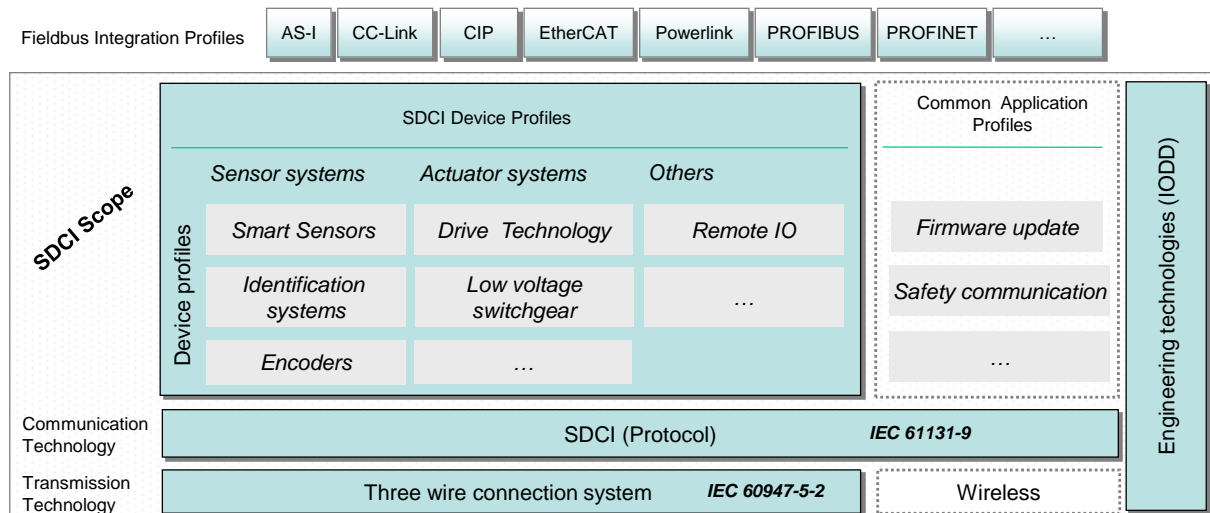 Fieldbus Integration Profiles
AS-I
CC-Link
CIP
EtherCAT
Powerlink
PROFIBUS
PROFINET
…
SDCI Scope
SDCI Device Profiles
Device profiles
Sensor systems
Smart Sensors
Identification
systems
Encoders
Actuator systems
Drive Technology
Low voltage
switchgear
…
Others
Remote IO
…
Common Application
Profiles
Firmware update
Safety communication
…
Engineering technologies (IODD)
Communication
Technology
SDCI (Protocol)
IEC 61131-9
Transmission
Technology
Three wire connection system
IEC 60947-5-2
Wireless